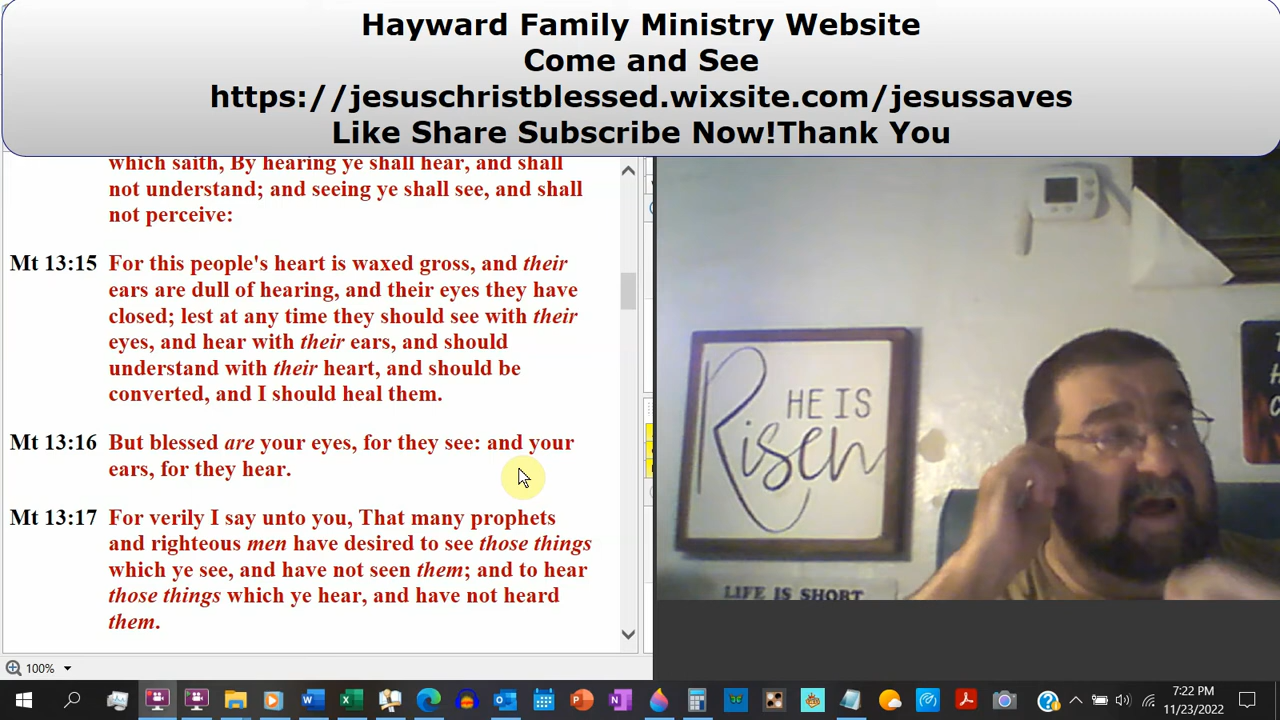 Hayward Family Ministry Website
Come and See
https://jesuschristblessed.wixsite.com/jesussaves
Like Share Subscribe Now!Thank You
which saith, By hearing ye shall hear, and shall
not understand; and seeing ye shall see, and shall
not perceive:
Mt 13:15 For this people's heart is waxed gross, and their
ears are dull of hearing, and their eyes they have
closed; lest at any time they should see with their
eyes, and hear with their ears, and should
understand with their heart, and should be
converted, and I should heal them.
Mt 13:16 But blessed are your eyes, for they see: and your
ears, for they hear.
Mt 13:17 For verily I say unto you, That many prophets
and righteous men have desired to see those things
which ye see, and have not seen them; and to hear
those things which ye hear, and have not heard
them.
HE IS
Risen
LIFE IS SHORT
100%
7:22 PM
11/23/2022